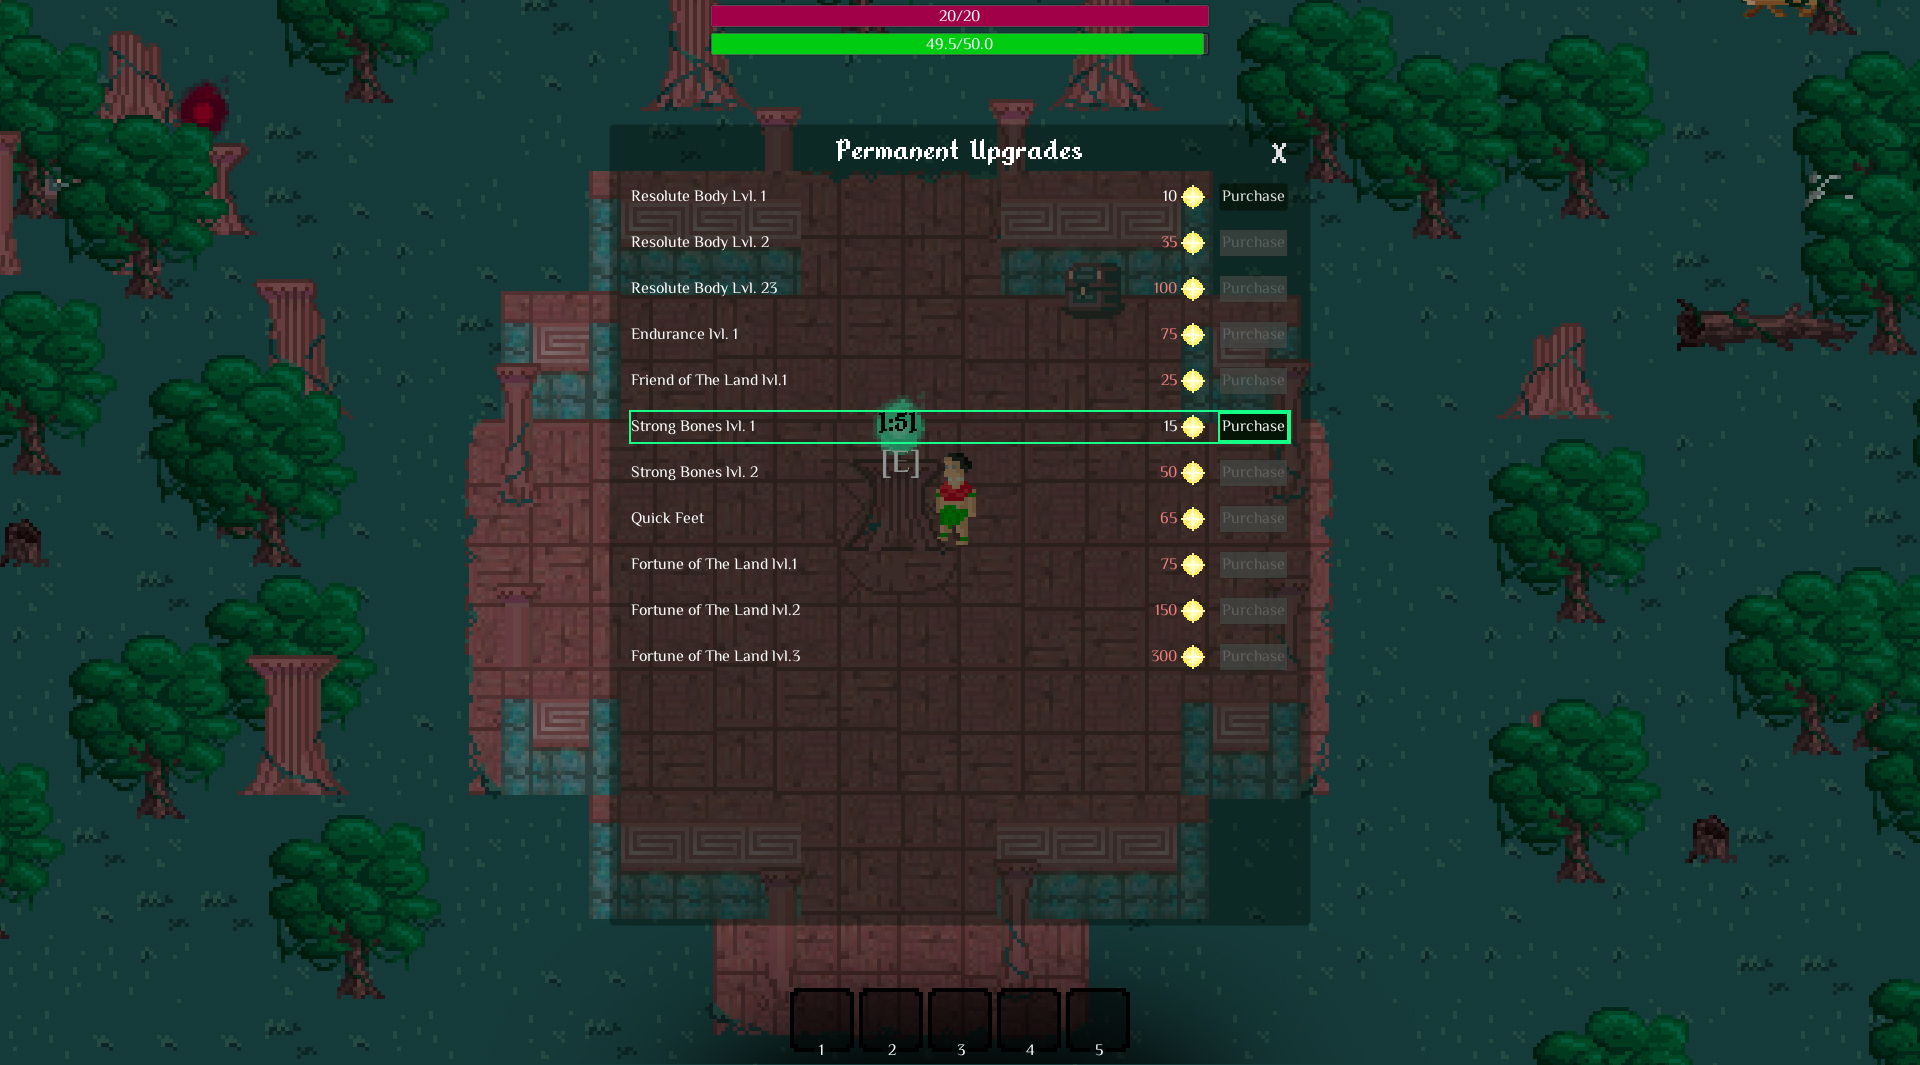 20/20
49.5/50.0
Permanent Upgrades X
Resolute Body Lvl. 1 10 Purchase
Resolute Body Lvl. 2 35 Purchase
Resolute Body Lvl. 23 100 Purchase
Endurance lvl. 1 75 Purchase
Friend of The Land lvl.1 25 Purchase
Strong Bones lvl. 1 1:51 15 Purchase
[E]
Strong Bones lvl. 2 50 Purchase
Quick Feet 65 Purchase
Fortune of The Land lvl.1 75 Purchase
Fortune of The Land lvl.2 150 Purchase
Fortune of The Land lvl.3 300 Purchase
1 2 3 4 5